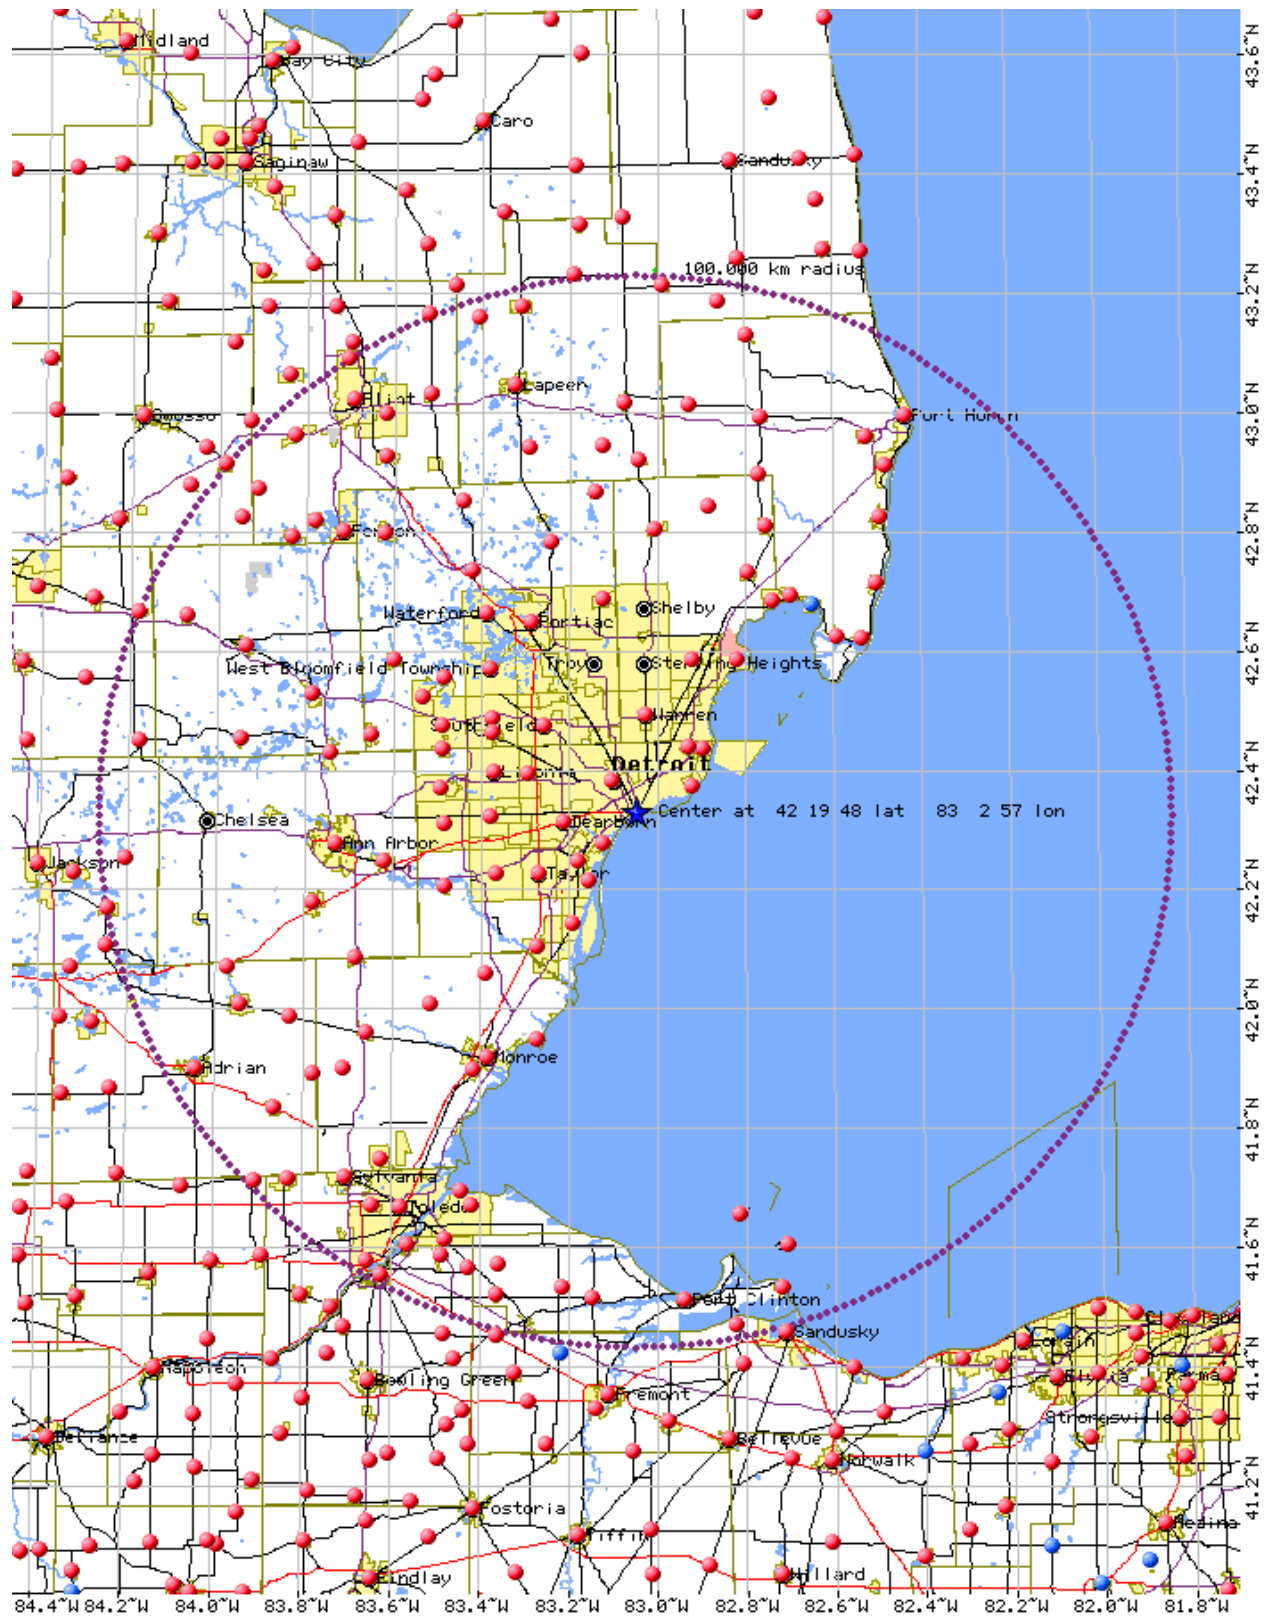 Midland
Bay City
43.6°N
Caro
Saginaw
Sandusky
43.4°N
100.000 km radius
43.2°N
Lapeer
Flint
Owosso
Port Huron
43.0°N
Fenton
42.8°N
Waterford
Shelby
Pontiac
West Bloomfield Township
Troy
Sterling Heights
42.6°N
Warren
Southfield
Detroit
Livonia
42.4°N
Center at 42 19 48 lat 83 2 57 lon
Chelsea
Dearborn
Ann Arbor
Jackson
Taylor
42.2°N
42.0°N
Monroe
Adrian
41.8°N
Sylvania
Toledo
41.6°N
Port Clinton
Sandusky
Cleveland
Lorain
Napoleon
41.4°N
Bowling Green
Elyria
Parma
Fremont
Strongsville
Defiance
Bellevue
Norwalk
41.2°N
Fostoria
Medina
Tiffin
Findlay
Willard
84.4°W 84.2°W 84.0°W 83.8°W 83.6°W 83.4°W 83.2°W 83.0°W 82.8°W 82.6°W 82.4°W 82.2°W 82.0°W 81.8°W